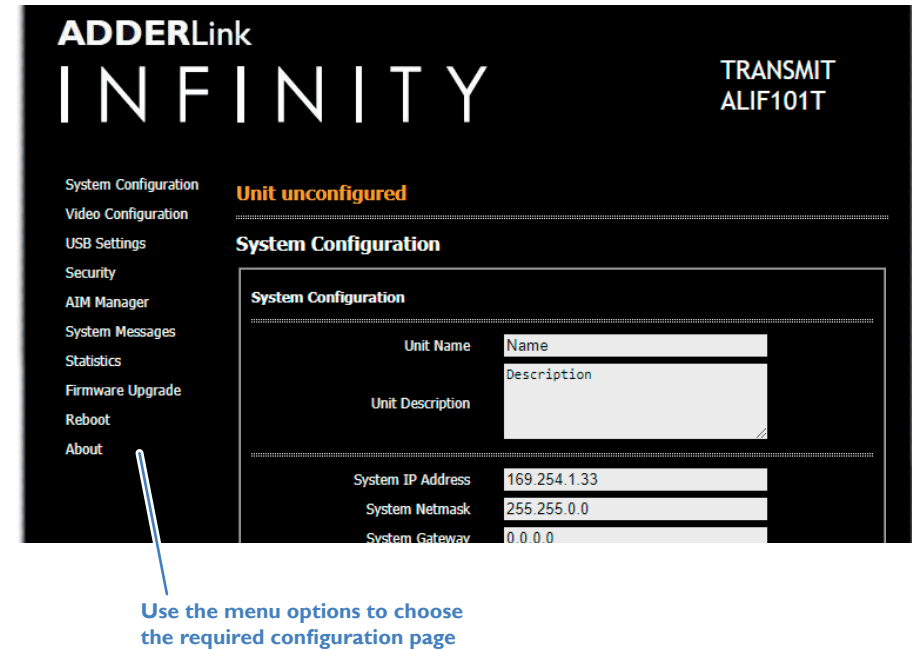 ADDERLink
INFINITY
TRANSMIT
ALIF101T
System Configuration
Video Configuration
USB Settings
Security
AIM Manager
System Messages
Statistics
Firmware Upgrade
Reboot
About
Unit unconfigured
System Configuration
System Configuration
Unit Name Name
Unit Description Description
System IP Address 169.254.1.33
System Netmask 255.255.0.0
System Gateway 0.0.0.0
Use the menu options to choose
the required configuration page